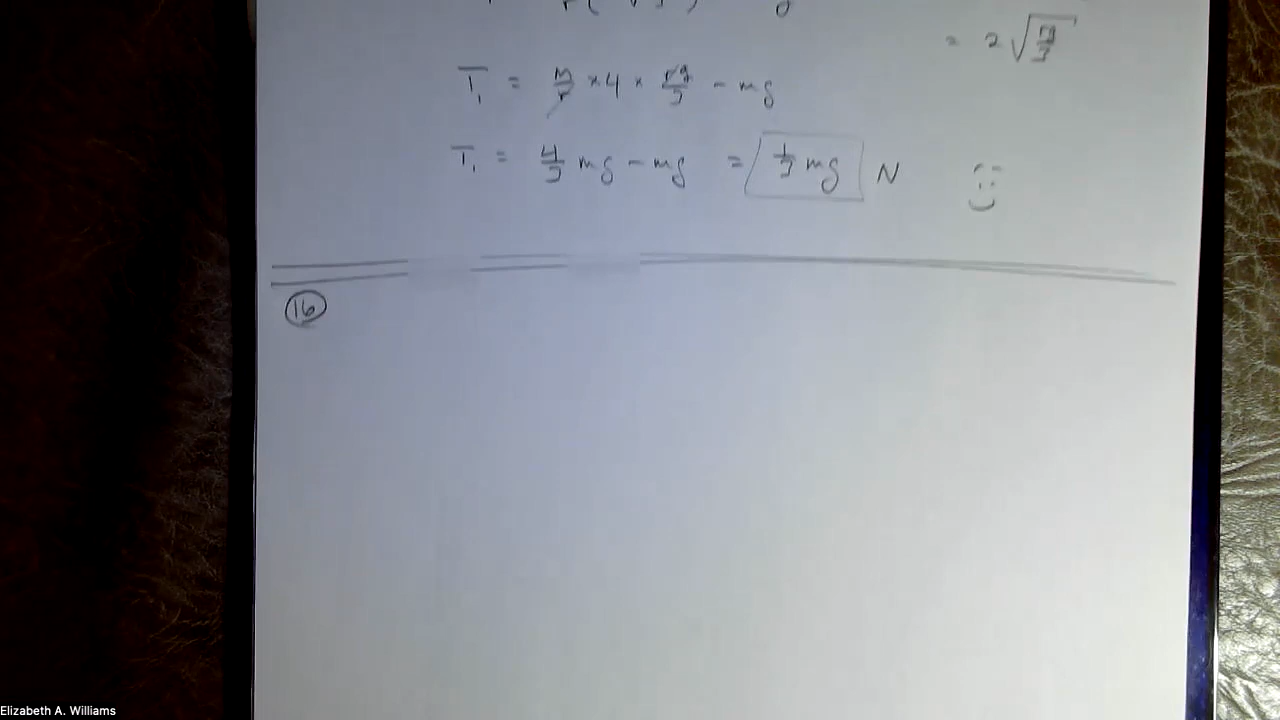 = 2√(rg/3)
T₁ = m/r × 4 × rg/3 - mg
T₁ = 4/3 mg - mg = 1/3 mg N
16
Elizabeth A. Williams